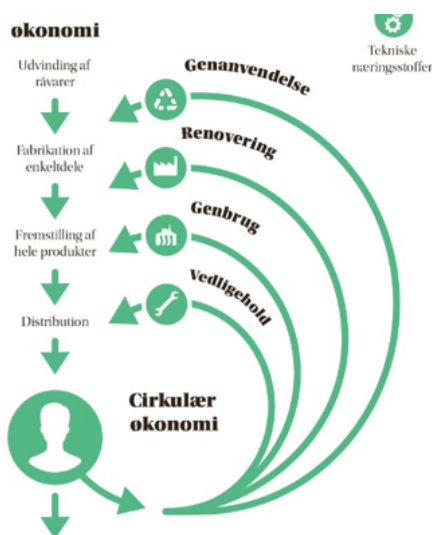 økonomi
Udvinding af
råvarer
Fabrikation af
enkeltdele
Fremstilling af
hele produkter
Distribution
Genanvendelse
Renovering
Genbrug
Vedligehold
Cirkulær
økonomi
Tekniske
næringsstoffer